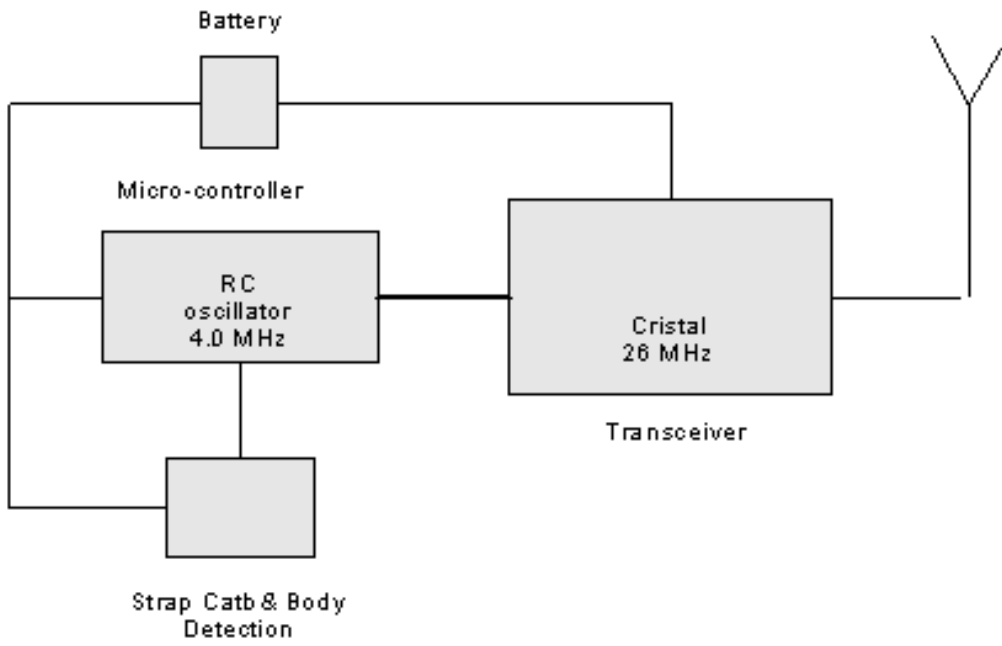 Battery
Micro-controller
RC
oscillator
4.0 MHz
Cristal
26 MHz
Transceiver
Strap Catb & Body
Detection